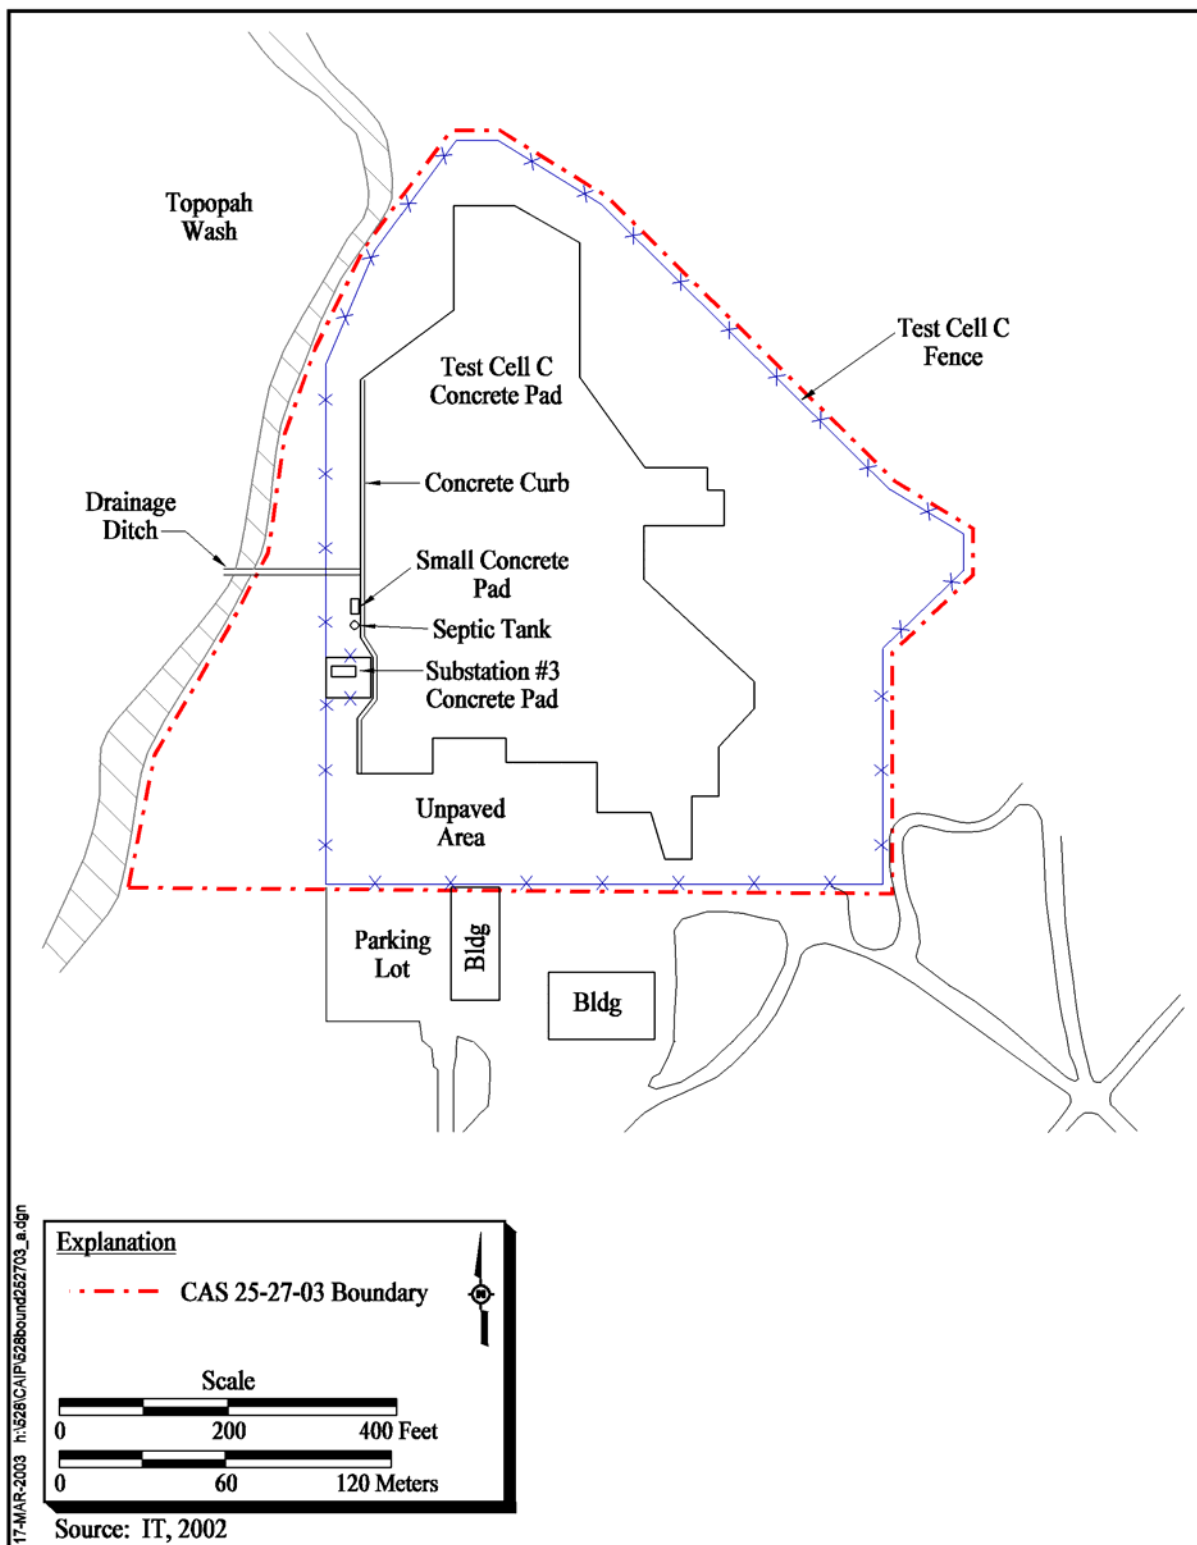 Topopah
Wash
Test Cell C
Fence
Test Cell C
Concrete Pad
Concrete Curb
Drainage
Ditch
Small Concrete
Pad
Septic Tank
Substation #3
Concrete Pad
Unpaved
Area
Parking
Lot
Bldg
Bldg
Explanation
CAS 25-27-03 Boundary
N
Scale
0 200 400 Feet
0 60 120 Meters
Source: IT, 2002
17-MAR-2003 h:\528\CAIP\528bound252703_a.dgn